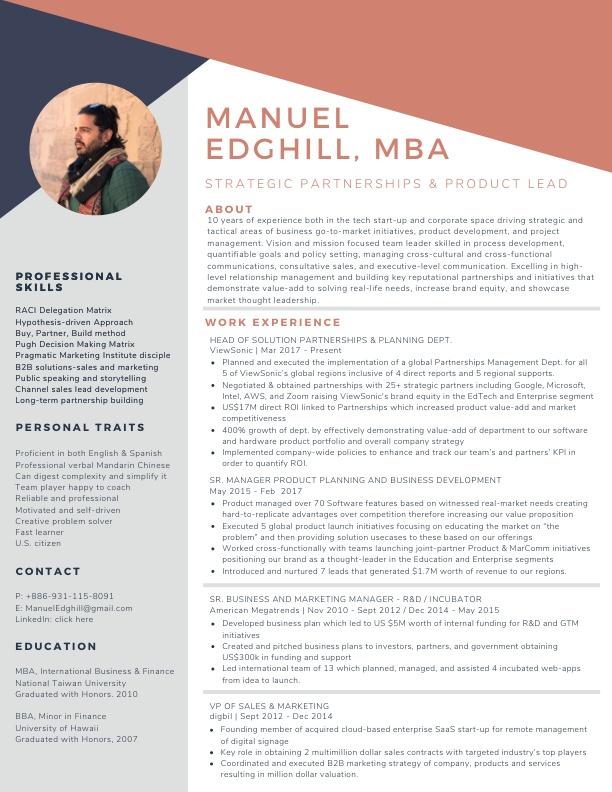 MANUEL
EDGHILL, MBA
STRATEGIC PARTNERSHIPS & PRODUCT LEAD
ABOUT
10 years of experience both in the tech start-up and corporate space driving strategic and
tactical areas of business go-to-market initiatives, product development, and project
management. Vision and mission focused team leader skilled in process development,
quantifiable goals and policy setting, managing cross-cultural and cross-functional
communications, consultative sales, and executive-level communication. Excelling in high-
level relationship management and building key reputational partnerships and initiatives that
demonstrate value-add to solving real-life needs, increase brand equity, and showcase
market thought leadership.
WORK EXPERIENCE
HEAD OF SOLUTION PARTNERSHIPS & PLANNING DEPT.
ViewSonic | Mar 2017 - Present
• Planned and executed the implementation of a global Partnerships Management Dept. for all
5 of ViewSonic's global regions inclusive of 4 direct reports and 5 regional supports.
• Negotiated & obtained partnerships with 25+ strategic partners including Google, Microsoft,
Intel, AWS, and Zoom raising ViewSonic's brand equity in the EdTech and Enterprise segment
• US$17M direct ROI linked to Partnerships which increased product value-add and market
competitiveness
• 400% growth of dept. by effectively demonstrating value-add of department to our software
and hardware product portfolio and overall company strategy
• Implemented company-wide policies to enhance and track our team's and partners' KPI in
order to quantify ROI.
SR. MANAGER PRODUCT PLANNING AND BUSINESS DEVELOPMENT
May 2015 - Feb 2017
• Product managed over 70 Software features based on witnessed real-market needs creating
hard-to-replicate advantages over competition therefore increasing our value proposition
• Executed 5 global product launch initiatives focusing on educating the market on "the
problem" and then providing solution usecases to these based on our offerings
• Worked cross-functionally with teams launching joint-partner Product & MarComm initiatives
positioning our brand as a thought-leader in the Education and Enterprise segments
• Introduced and nurtured 7 leads that generated $1.7M worth of revenue to our regions.
SR. BUSINESS AND MARKETING MANAGER - R&D / INCUBATOR
American Megatrends | Nov 2010 - Sept 2012 / Dec 2014 - May 2015
• Developed business plan which led to US $5M worth of internal funding for R&D and GTM
initiatives
• Created and pitched business plans to investors, partners, and government obtaining
US$300k in funding and support
• Led international team of 13 which planned, managed, and assisted 4 incubated web-apps
from idea to launch.
VP OF SALES & MARKETING
digbil | Sept 2012 - Dec 2014
• Founding member of acquired cloud-based enterprise SaaS start-up for remote management
of digital signage
• Key role in obtaining 2 multimillion dollar sales contracts with targeted industry's top players
• Coordinated and executed B2B marketing strategy of company, products and services
resulting in million dollar valuation.
PROFESSIONAL
SKILLS
RACI Delegation Matrix
Hypothesis-driven Approach
Buy, Partner, Build method
Pugh Decision Making Matrix
Pragmatic Marketing Institute disciple
B2B solutions-sales and marketing
Public speaking and storytelling
Channel sales lead development
Long-term partnership building
PERSONAL TRAITS
Proficient in both English & Spanish
Professional verbal Mandarin Chinese
Can digest complexity and simplify it
Team player happy to coach
Reliable and professional
Motivated and self-driven
Creative problem solver
Fast learner
U.S. citizen
CONTACT
P: +886-931-115-8091
E: ManuelEdghill@gmail.com
LinkedIn: click here
EDUCATION
MBA, International Business & Finance
National Taiwan University
Graduated with Honors. 2010
BBA, Minor in Finance
University of Hawaii
Graduated with Honors, 2007